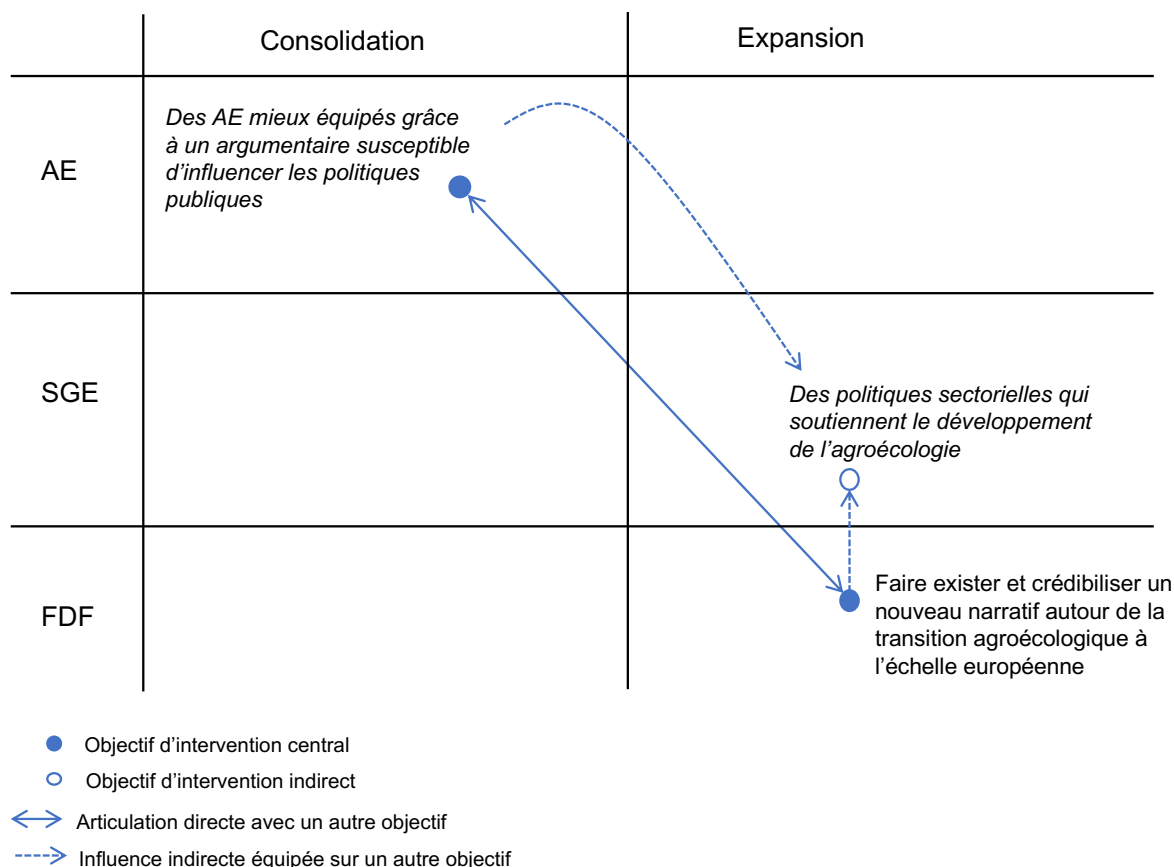 Consolidation
Expansion
AE
Des AE mieux équipés grâce
à un argumentaire susceptible
d’influencer les politiques
publiques
SGE
Des politiques sectorielles qui
soutiennent le développement
de l’agroécologie
FDF
Faire exister et crédibiliser un
nouveau narratif autour de la
transition agroécologique à
l’échelle européenne
Objectif d’intervention central
Objectif d’intervention indirect
Articulation directe avec un autre objectif
Influence indirecte équipée sur un autre objectif